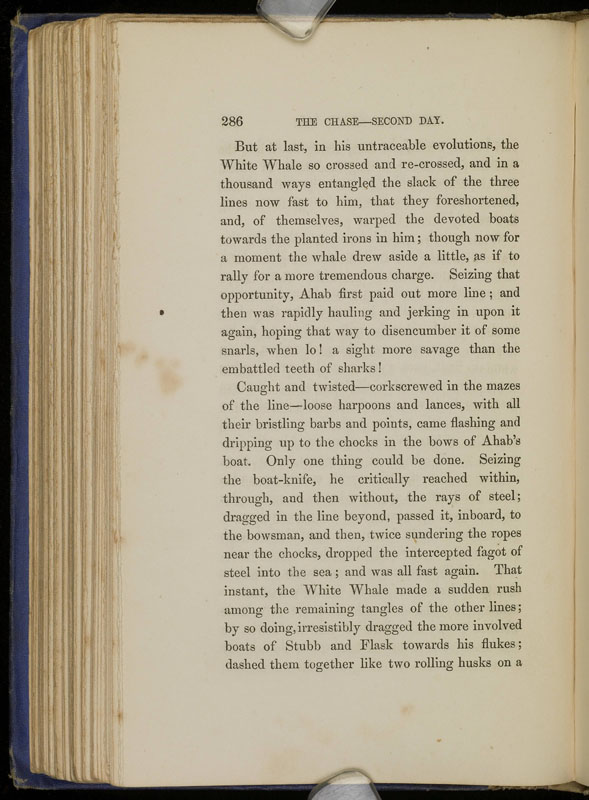 286 THE CHASE—SECOND DAY.
But at last, in his untraceable evolutions, the
White Whale so crossed and re-crossed, and in a
thousand ways entangled the slack of the three
lines now fast to him, that they foreshortened,
and, of themselves, warped the devoted boats
towards the planted irons in him; though now for
a moment the whale drew aside a little, as if to
rally for a more tremendous charge. Seizing that
opportunity, Ahab first paid out more line; and
then was rapidly hauling and jerking in upon it
again, hoping that way to disencumber it of some
snarls, when lo! a sight more savage than the
embattled teeth of sharks!
Caught and twisted—corkscrewed in the mazes
of the line—loose harpoons and lances, with all
their bristling barbs and points, came flashing and
dripping up to the chocks in the bows of Ahab's
boat. Only one thing could be done. Seizing
the boat-knife, he critically reached within,
through, and then without, the rays of steel;
dragged in the line beyond, passed it, inboard, to
the bowsman, and then, twice sundering the ropes
near the chocks, dropped the intercepted fagot of
steel into the sea; and was all fast again. That
instant, the White Whale made a sudden rush
among the remaining tangles of the other lines;
by so doing, irresistibly dragged the more involved
boats of Stubb and Flask towards his flukes;
dashed them together like two rolling husks on a